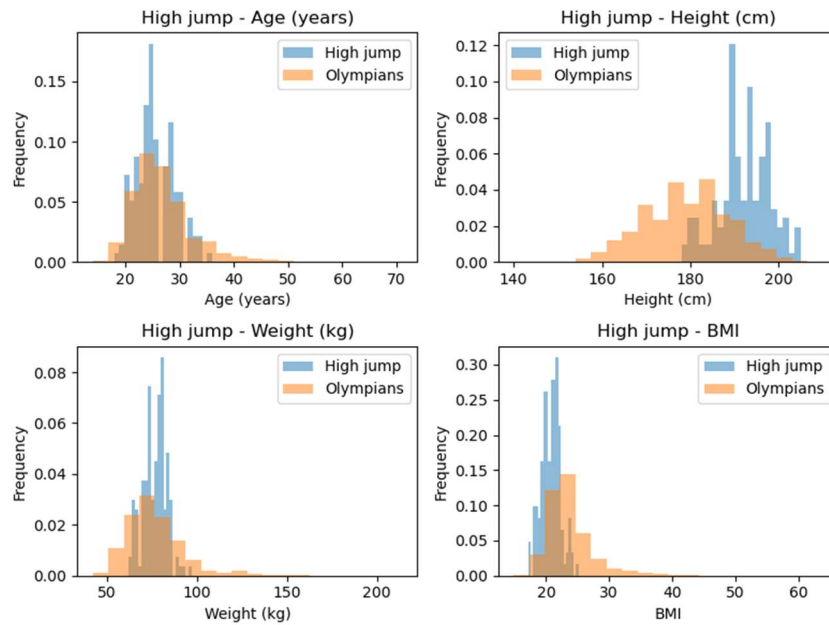 High jump - Age (years)
Frequency
0.15
0.10
0.05
0.00
High jump
Olympians
20 30 40 50 60 70
Age (years)
High jump - Height (cm)
Frequency
0.12
0.10
0.08
0.06
0.04
0.02
0.00
High jump
Olympians
140 160 180 200
Height (cm)
High jump - Weight (kg)
Frequency
0.08
0.06
0.04
0.02
0.00
High jump
Olympians
50 100 150 200
Weight (kg)
High jump - BMI
Frequency
0.30
0.25
0.20
0.15
0.10
0.05
0.00
High jump
Olympians
20 30 40 50 60
BMI